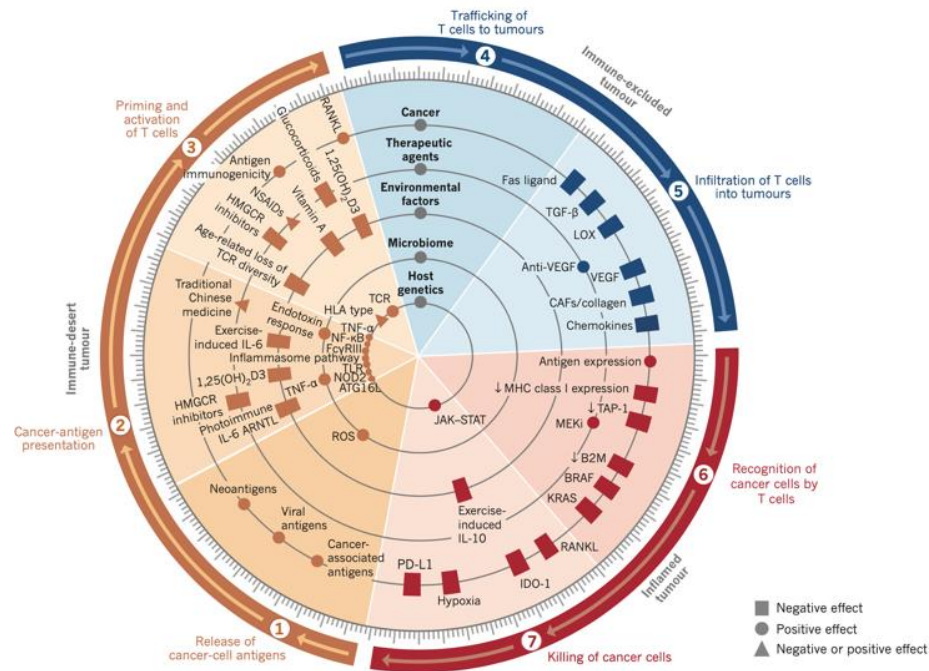 Trafficking of
T cells to tumours
4
Immune-excluded
tumour
5
Infiltration of T cells
into tumours
Priming and
activation
of T cells
3
Cancer
Therapeutic
agents
Environmental
factors
Microbiome
Host
genetics
RANKL
Glucocorticoids
1,25(OH)2D3
Antigen
immunogenicity
NSAIDs
Vitamin A
HMGCR
inhibitors
Age-related loss of
TCR diversity
Fas ligand
TGF-β
LOX
Anti-VEGF
VEGF
CAFs/collagen
Chemokines
Traditional
Chinese
medicine
Endotoxin
response
HLA type
TCR
TNF-α
NF-κB
FcγRIII
Inflammasome pathway
TLR
NOD2
ATG16L
Exercise-
induced IL-6
1,25(OH)2D3
TNF-α
HMGCR
inhibitors
Photoimmune
IL-6 ARNTL
Immune-desert
tumour
2
Cancer-antigen
presentation
ROS
JAK–STAT
Antigen expression
↓MHC class I expression
↓TAP-1
MEKi
↓B2M
BRAF
KRAS
6
Recognition of
cancer cells by
T cells
Neoantigens
Viral
antigens
Cancer-
associated
antigens
Exercise-
induced
IL-10
PD-L1
Hypoxia
IDO-1
RANKL
Inflamed
tumour
1
Release of
cancer-cell antigens
7
Killing of cancer cells
Negative effect
Positive effect
Negative or positive effect